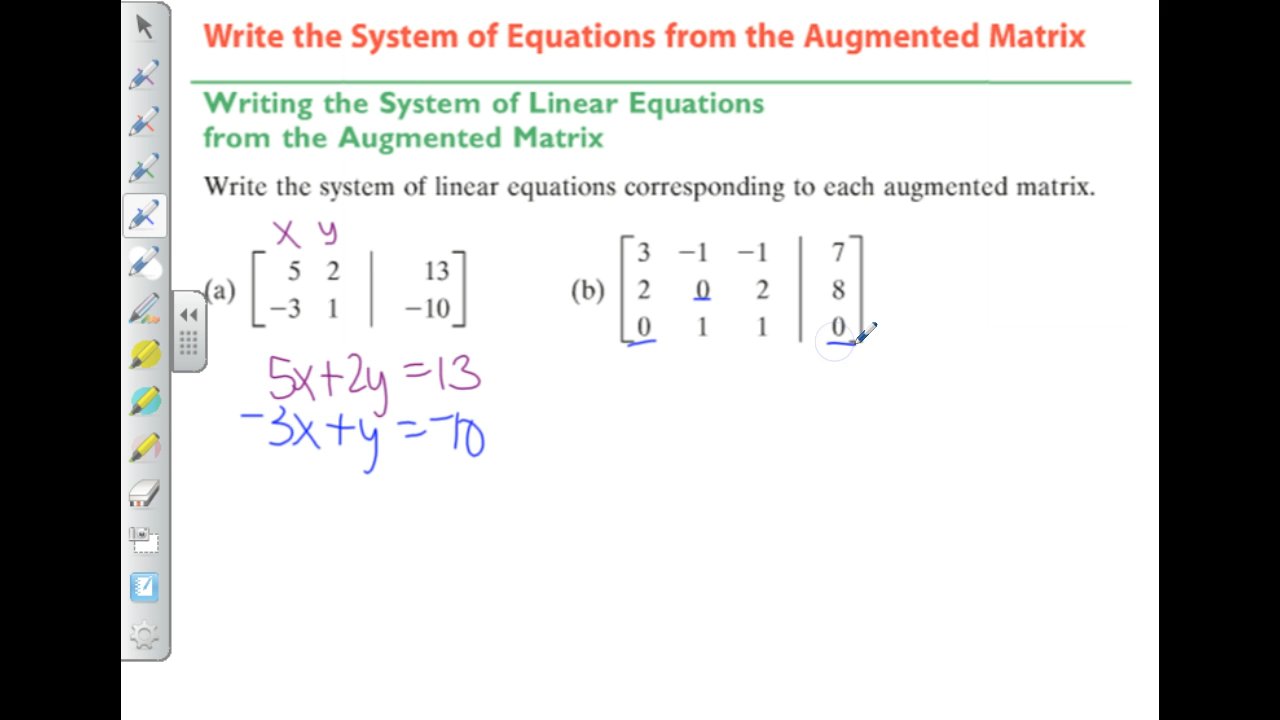 Write the System of Equations from the Augmented Matrix
Writing the System of Linear Equations
from the Augmented Matrix
Write the system of linear equations corresponding to each augmented matrix.
x y
(a) [ 5 2 | 13
−3 1 | −10 ]
5x+2y=13
-3x+y=-10
(b) [ 3 −1 −1 | 7
2 0 2 | 8
0 1 1 | 0 ]